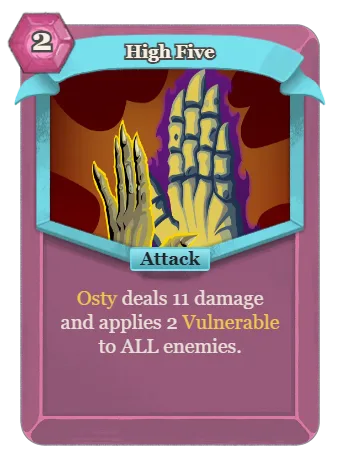 2
High Five
Attack
Osty deals 11 damage
and applies 2 Vulnerable
to ALL enemies.